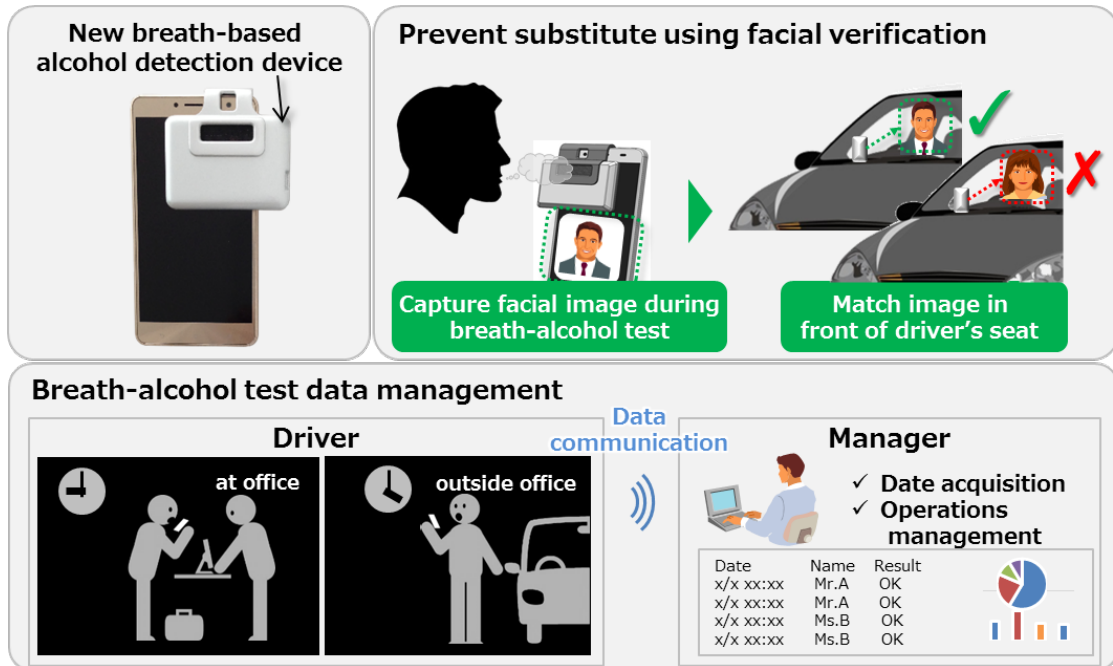 New breath-based
alcohol detection device
Prevent substitute using facial verification
Capture facial image during
breath-alcohol test
Match image in
front of driver's seat
Breath-alcohol test data management
Driver
at office
outside office
Data
communication
Manager
✓ Date acquisition
✓ Operations
management
Date Name Result
x/x xx:xx Mr.A OK
x/x xx:xx Mr.A OK
x/x xx:xx Ms.B OK
x/x xx:xx Ms.B OK